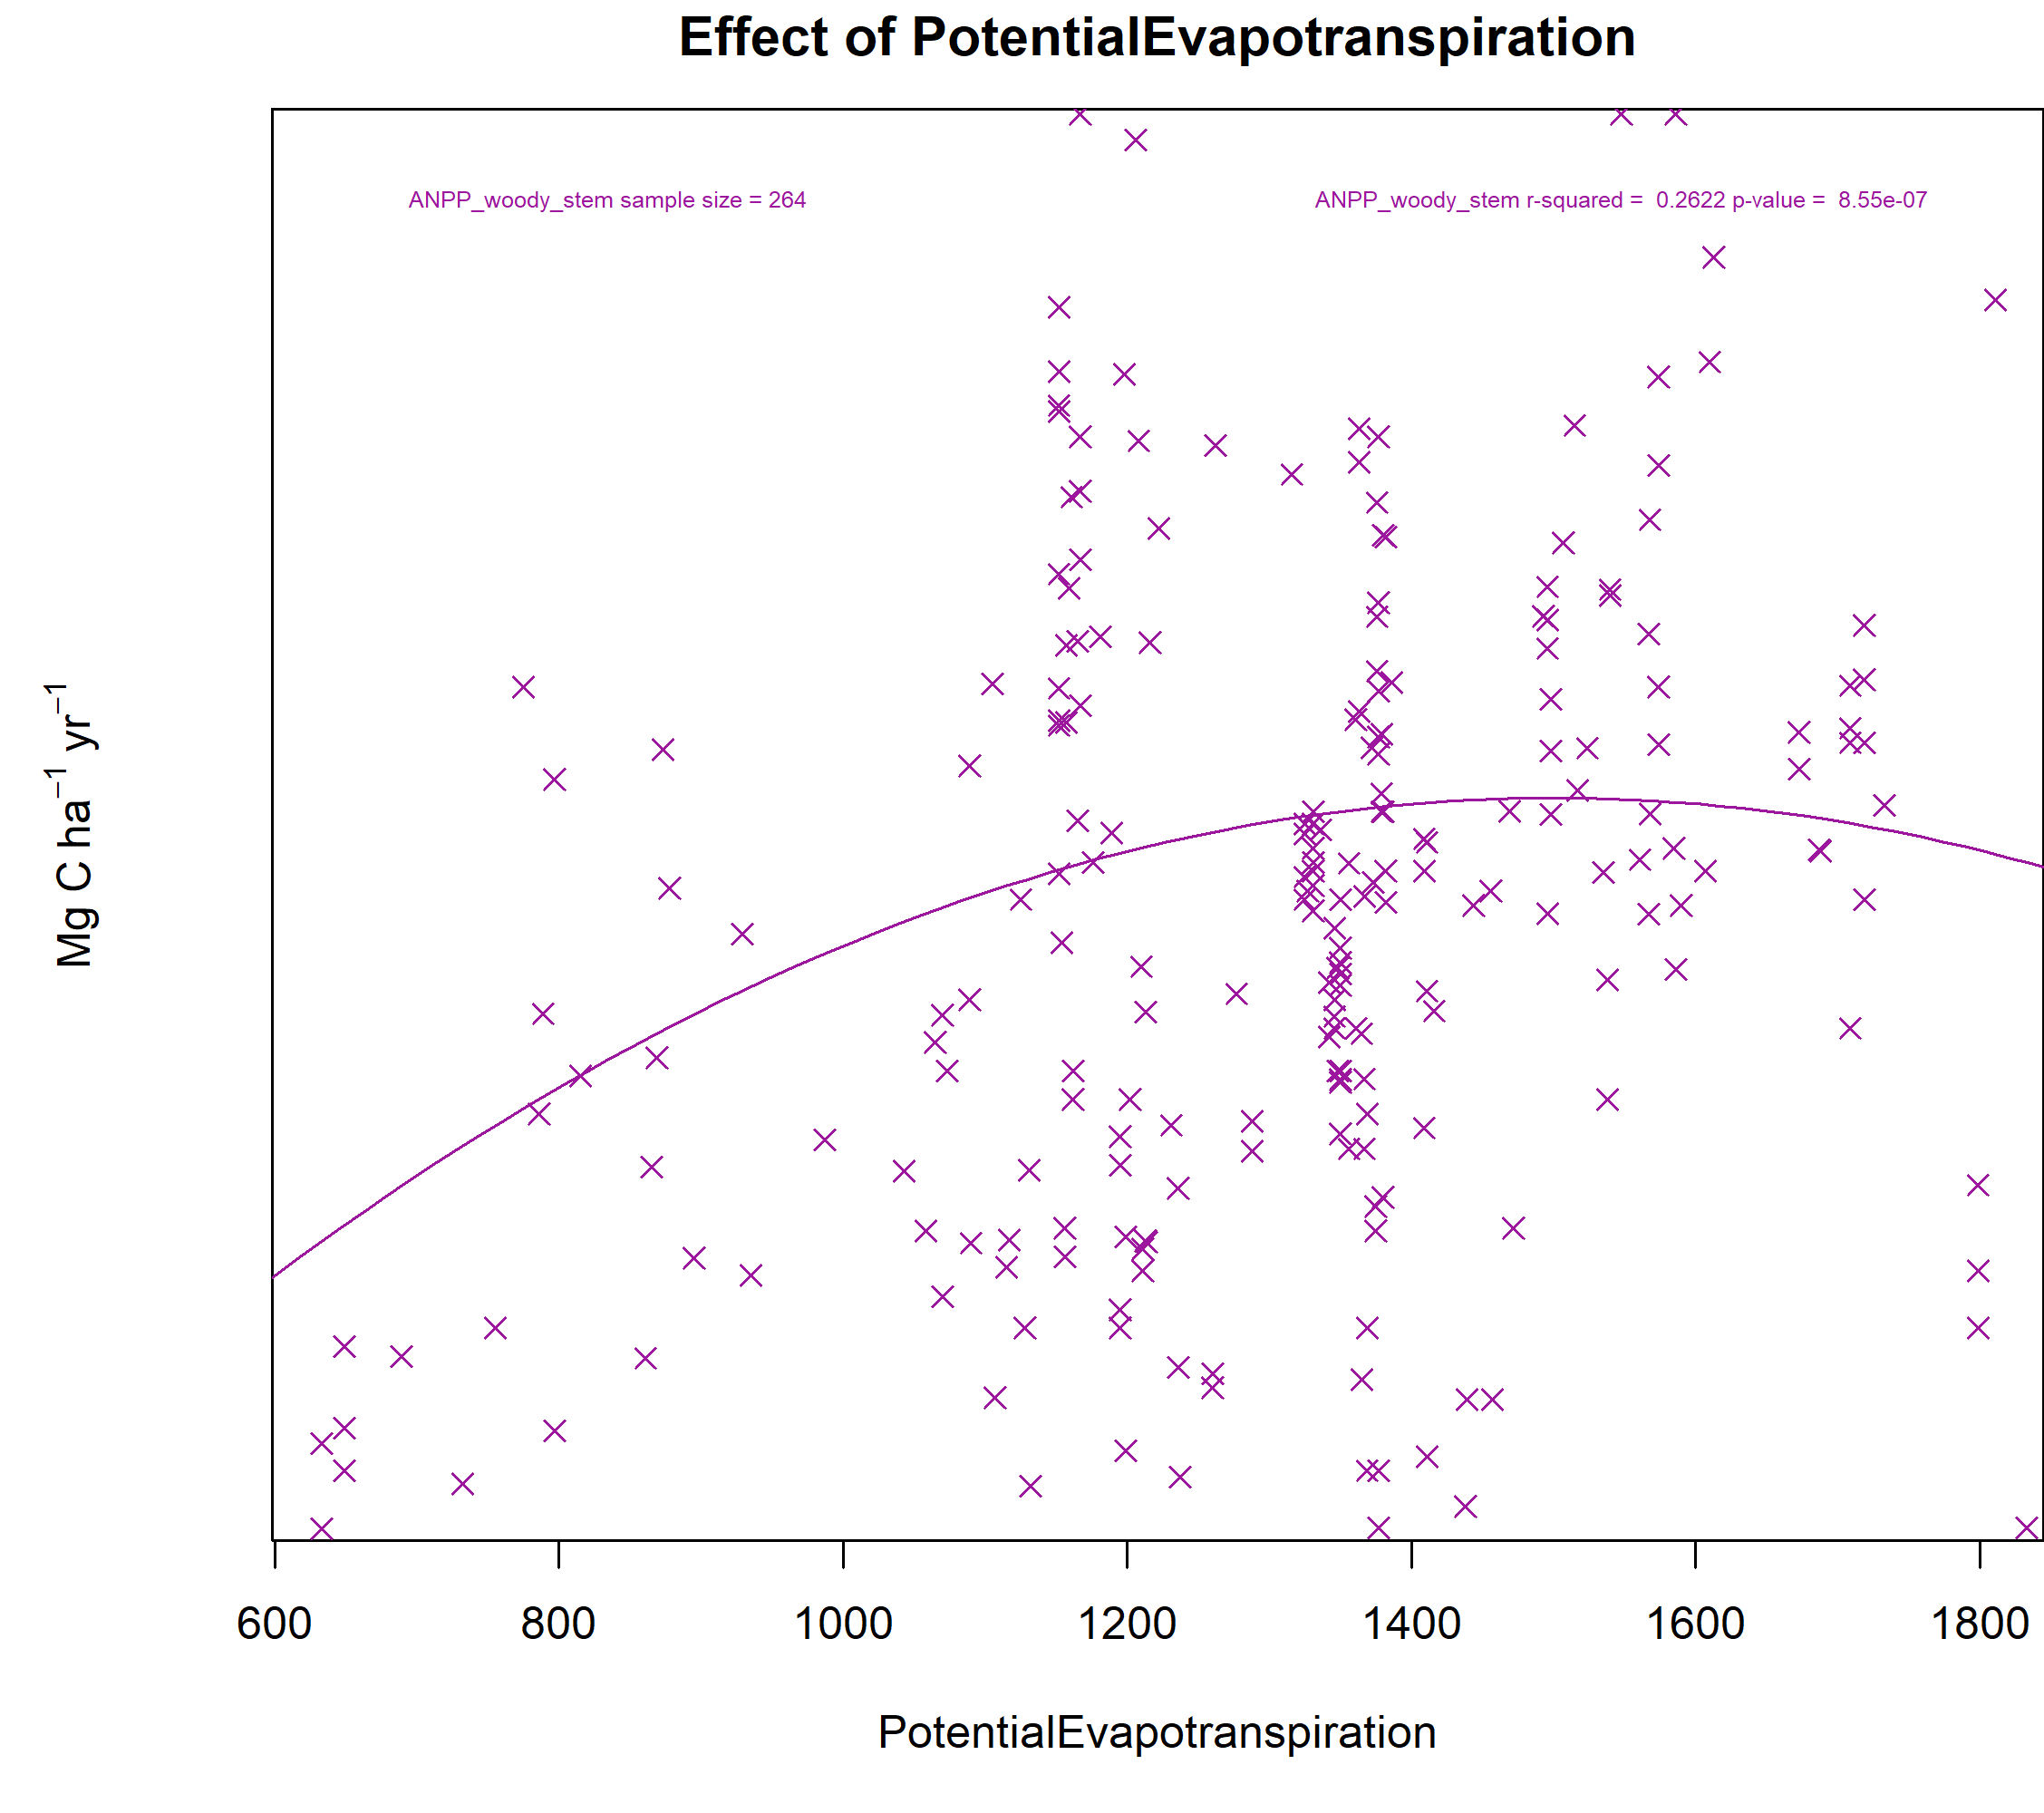 Effect of PotentialEvapotranspiration
ANPP_woody_stem sample size = 264
ANPP_woody_stem r-squared = 0.2622 p-value = 8.55e-07
Mg C ha⁻¹ yr⁻¹
600 800 1000 1200 1400 1600 1800
PotentialEvapotranspiration